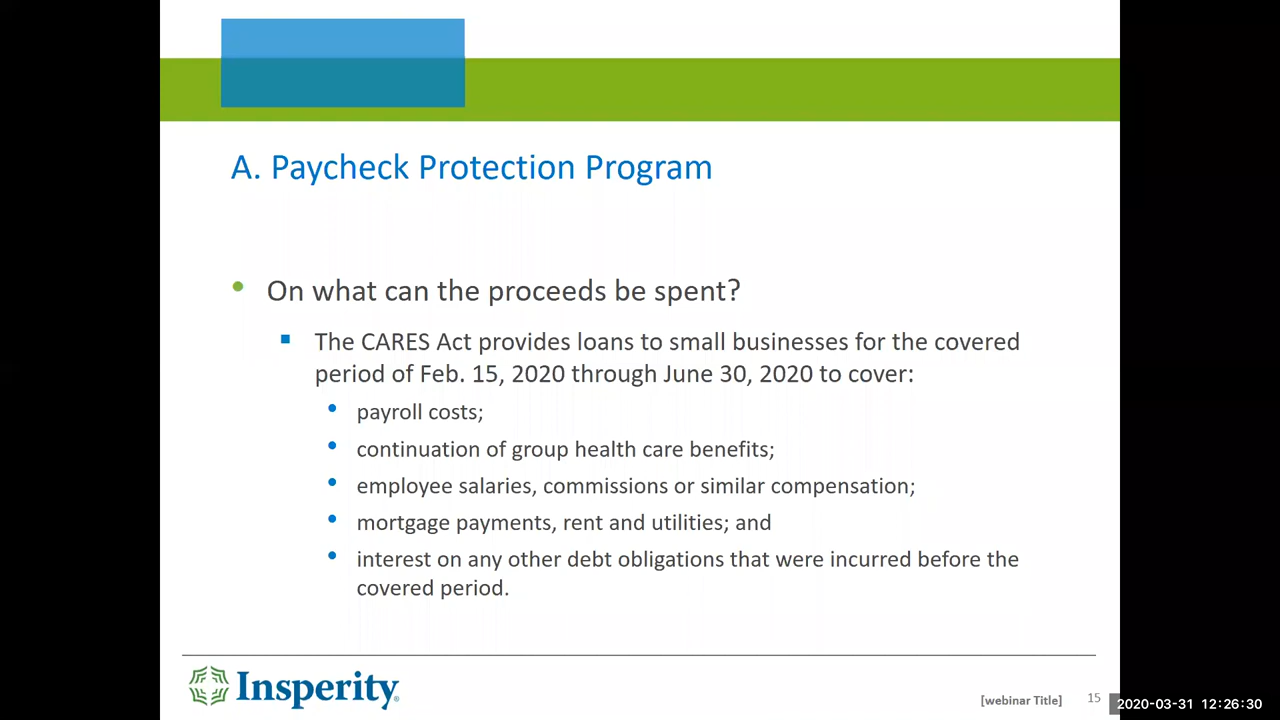 A. Paycheck Protection Program
• On what can the proceeds be spent?
▪ The CARES Act provides loans to small businesses for the covered
period of Feb. 15, 2020 through June 30, 2020 to cover:
• payroll costs;
• continuation of group health care benefits;
• employee salaries, commissions or similar compensation;
• mortgage payments, rent and utilities; and
• interest on any other debt obligations that were incurred before the
covered period.
Insperity
[webinar Title] 15
2020-03-31 12:26:30